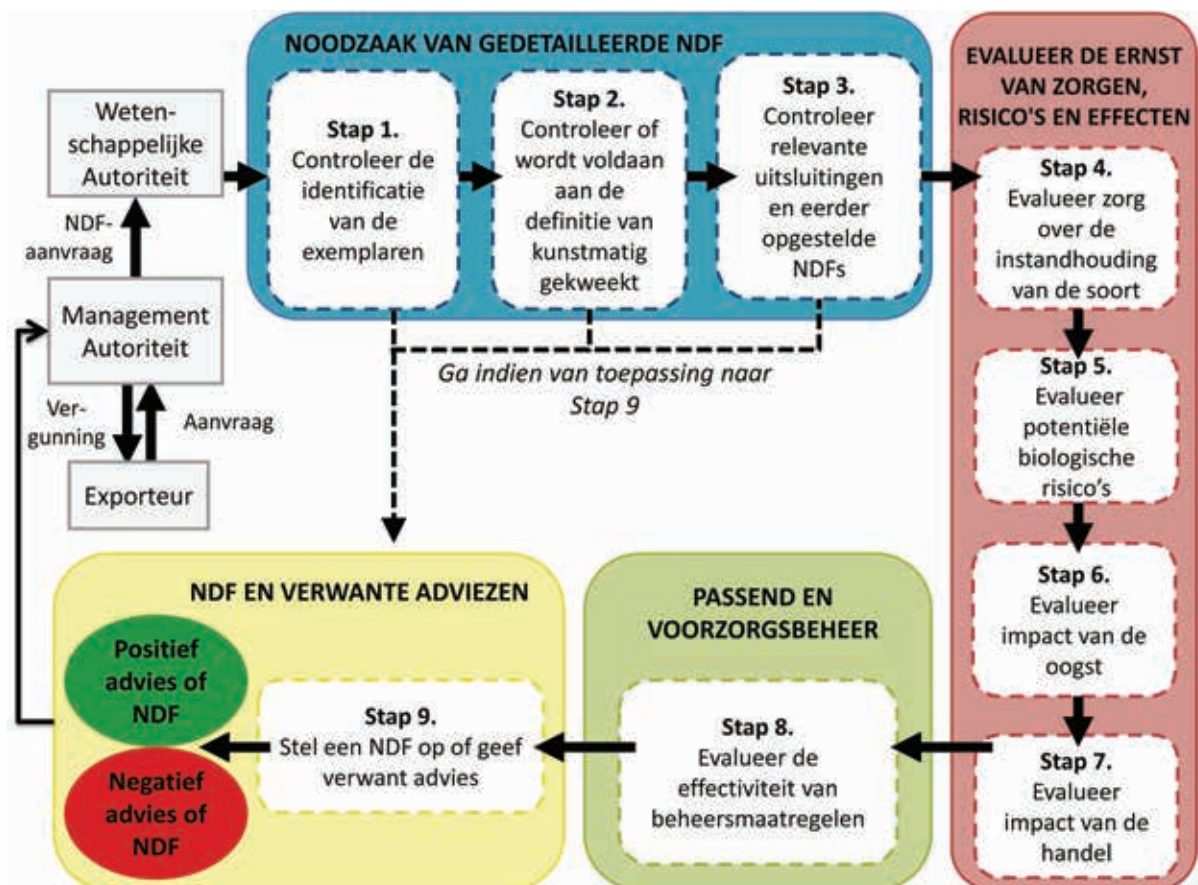 NOODZAAK VAN GEDETAILLEERDE NDF
Stap 1.
Controleer de
identificatie
van de
exemplaren
Stap 2.
Controleer of
wordt voldaan
aan de
definitie van
kunstmatig
gekweekt
Stap 3.
Controleer
relevante
uitsluitingen
en eerder
opgestelde
NDFs
EVALUEER DE ERNST
VAN ZORGEN,
RISICO'S EN EFFECTEN
Stap 4.
Evalueer zorg
over de
instandhouding
van de soort
Stap 5.
Evalueer
potentiële
biologische
risico's
Stap 6.
Evalueer
impact van de
oogst
Stap 7.
Evalueer
impact van de
handel
Weten-
schappelijke
Autoriteit
NDF-
aanvraag
Management
Autoriteit
Ver-
gunning
Aanvraag
Exporteur
Ga indien van toepassing naar
Stap 9
PASSEND EN
VOORZORGSBEHEER
Stap 8.
Evalueer de
effectiviteit van
beheersmaatregelen
NDF EN VERWANTE ADVIEZEN
Stap 9.
Stel een NDF op of geef
verwant advies
Positief
advies of
NDF
Negatief
advies of
NDF